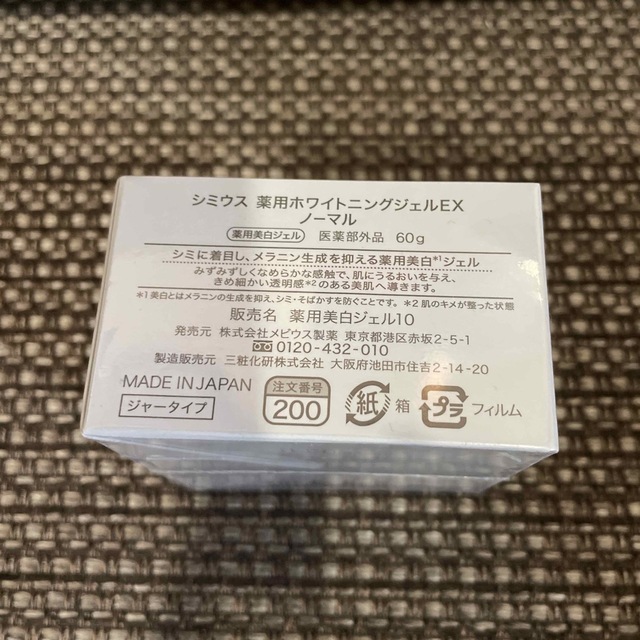 シミウス 薬用ホワイトニングジェルEX
ノーマル
薬用美白ジェル 医薬部外品 60g
シミに着目し、メラニン生成を抑える薬用美白*1ジェル
みずみずしくなめらかな感触で、肌にうるおいを与え、
きめ細かい透明感*2のある美肌へ導きます。
*1 美白とはメラニンの生成を抑え、シミ・そばかすを防ぐことです。 *2 肌のキメが整った状態
販売名 薬用美白ジェル10
発売元 株式会社メビウス製薬 東京都港区赤坂2-5-1
0120-432-010
製造販売元 三粧化研株式会社 大阪府池田市住吉2-14-20
MADE IN JAPAN
ジャータイプ
注文番号
200
紙 箱
プラ フィルム